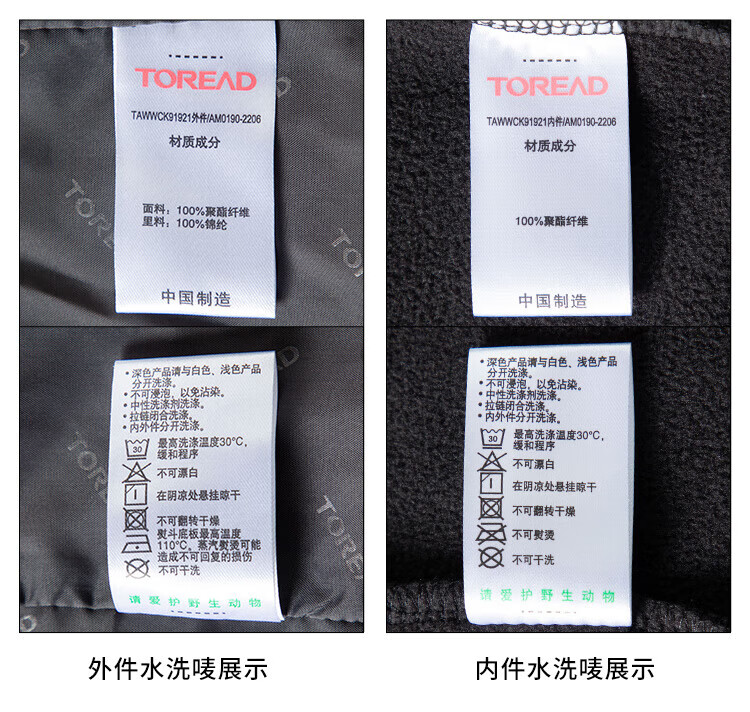 TOREAD
TAWWCK91921外件/AM0190-2206
材质成分
面料：100%聚酯纤维
里料：100%锦纶
中国制造
TOREAD
TAWWCK91921内件/AM0190-2206
材质成分
100%聚酯纤维
中国制造
TORE
TO
D
•深色产品请与白色、浅色产品
分开洗涤。
•不可浸泡，以免沾染。
•中性洗涤剂洗涤。
•拉链闭合洗涤。
•内外件分开洗涤。
30
最高洗涤温度30°C，
缓和程序
不可漂白
在阴凉处悬挂晾干
不可翻转干燥
熨斗底板最高温度
110°C，蒸汽熨烫可能
造成不可回复的损伤
不可干洗
请爱护野生动物
READ
TOR
TOREAD
•深色产品请与白色、浅色产品
分开洗涤。
•不可浸泡，以免沾染。
•中性洗涤剂洗涤。
•拉链闭合洗涤。
•内外件分开洗涤。
30
最高洗涤温度30°C，
缓和程序
不可漂白
在阴凉处悬挂晾干
不可翻转干燥
不可熨烫
不可干洗
请爱护野生动物
外件水洗唛展示
内件水洗唛展示